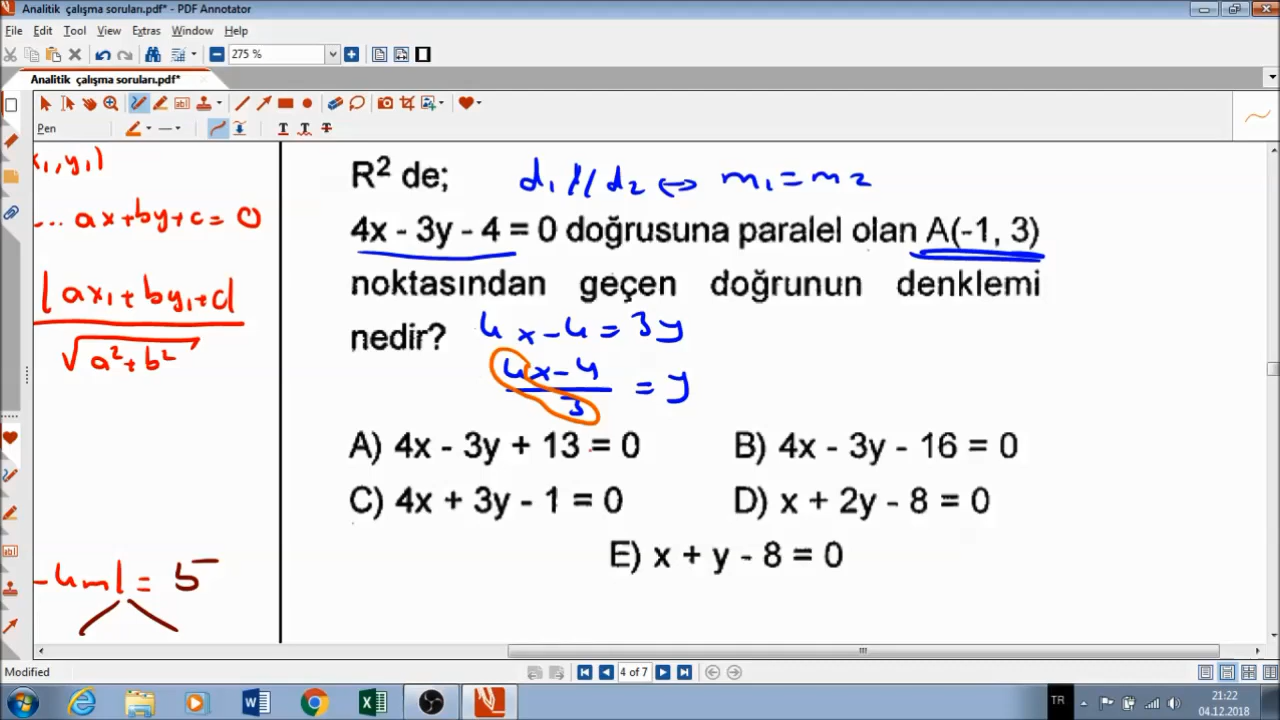 Analitik çalışma soruları.pdf* - PDF Annotator
File Edit Tool View Extras Window Help
275 %
Analitik çalışma soruları.pdf*
Pen
x₁, y₁)
... ax+by+c=0
|ax₁+by₁+c|
√a²+b²
-4m| = 5
R² de; d₁ // d₂ ↔ m₁=m₂
4x - 3y - 4 = 0 doğrusuna paralel olan A(-1, 3)
noktasından geçen doğrunun denklemi
nedir? 4x-4=3y
4x-4
= y
3
A) 4x - 3y + 13 = 0 B) 4x - 3y - 16 = 0
C) 4x + 3y - 1 = 0 D) x + 2y - 8 = 0
E) x + y - 8 = 0
Modified 4 of 7
TR 21:22
04.12.2018